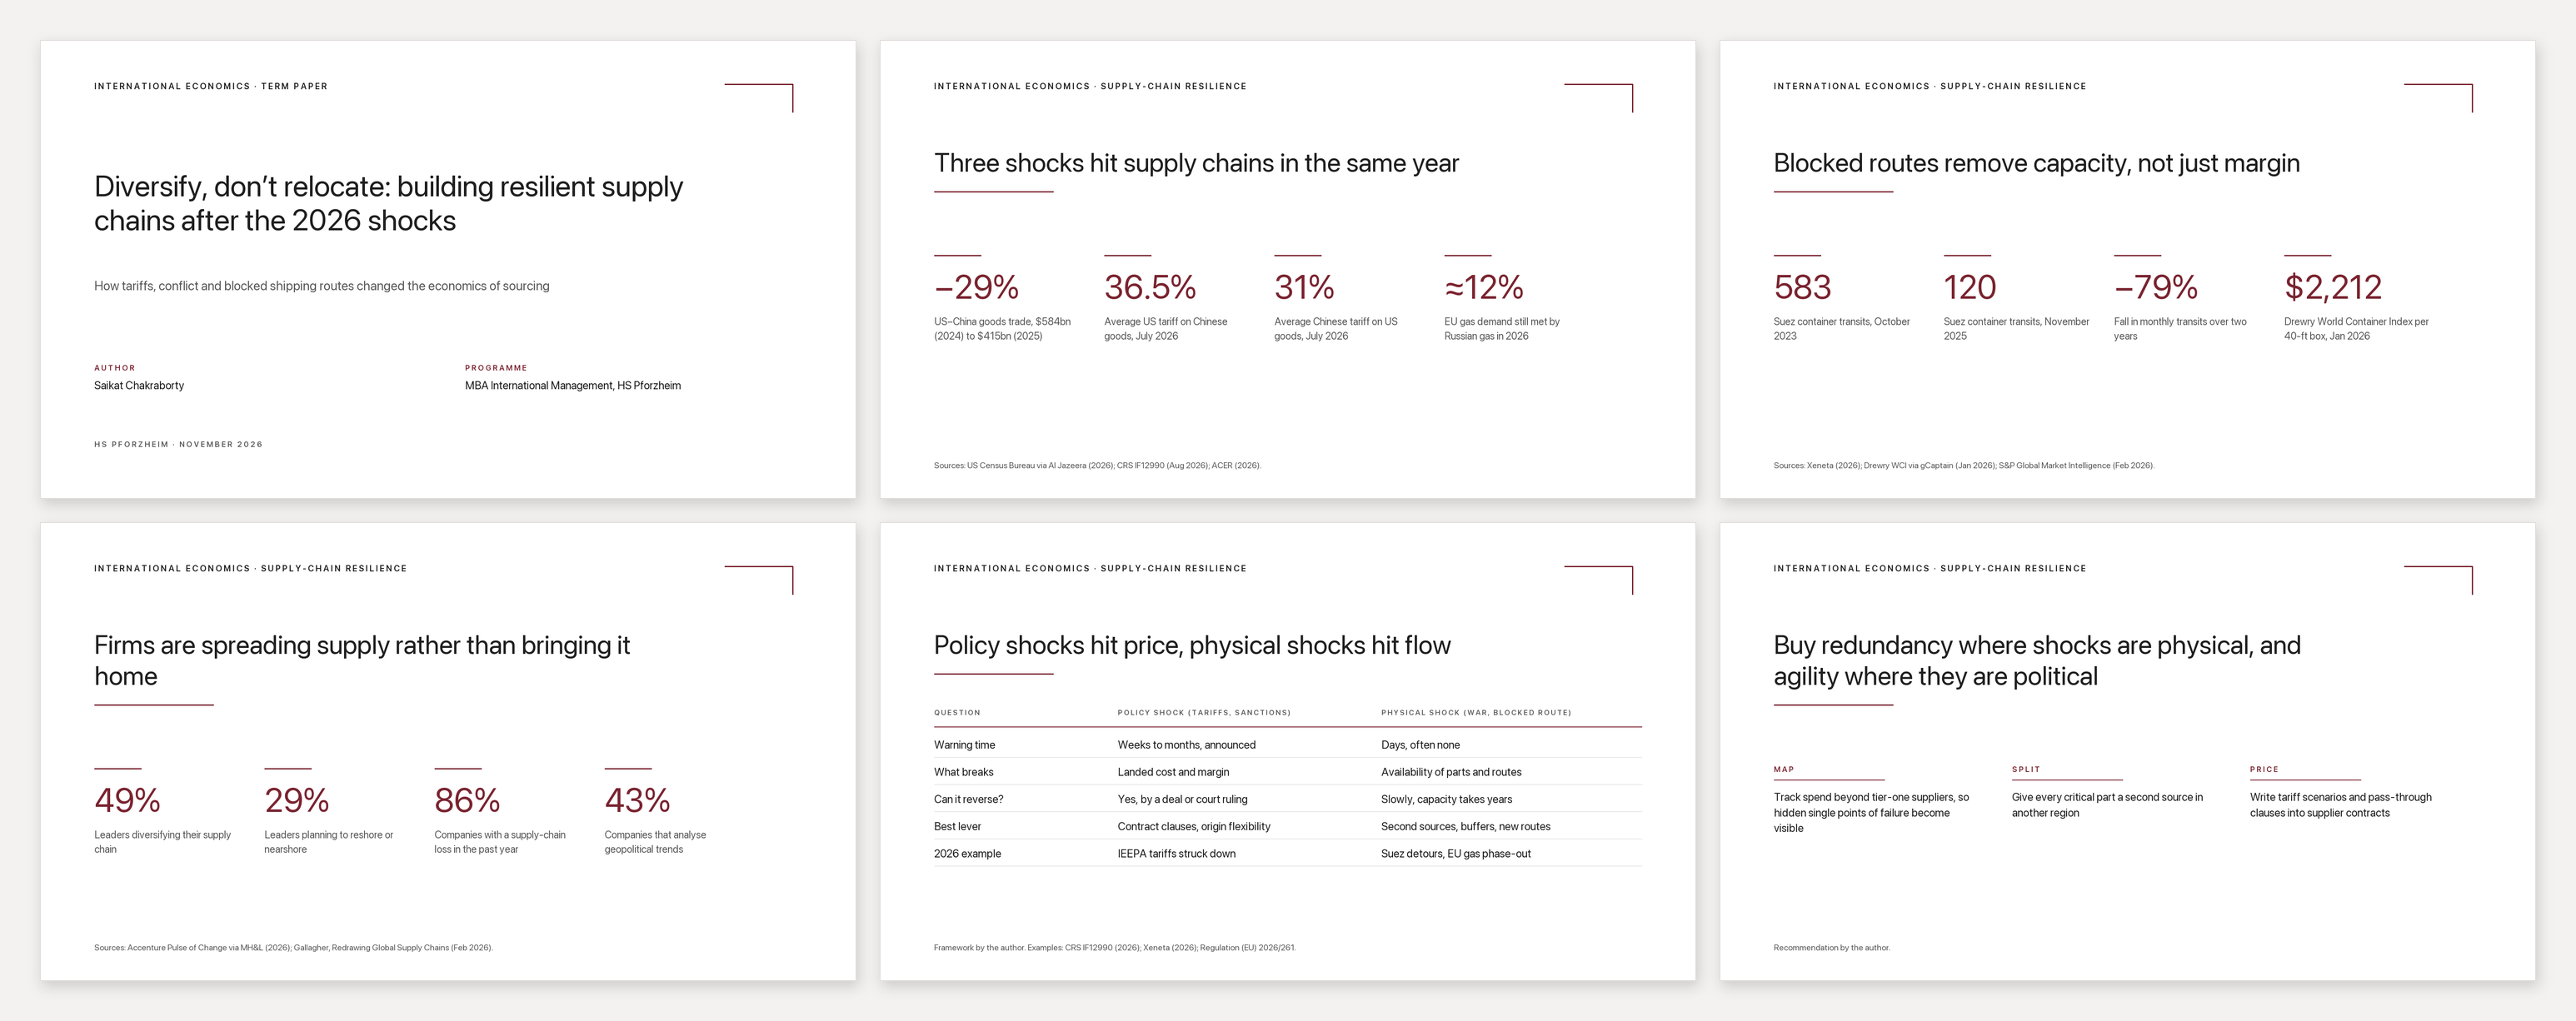 INTERNATIONAL ECONOMICS · TERM PAPER
Diversify, don’t relocate: building resilient supply
chains after the 2026 shocks
How tariffs, conflict and blocked shipping routes changed the economics of sourcing
AUTHOR
Saikat Chakraborty
PROGRAMME
MBA International Management, HS Pforzheim
HS PFORZHEIM · NOVEMBER 2026
INTERNATIONAL ECONOMICS · SUPPLY-CHAIN RESILIENCE
Three shocks hit supply chains in the same year
−29%
US–China goods trade, $584bn
(2024) to $415bn (2025)
36.5%
Average US tariff on Chinese
goods, July 2026
31%
Average Chinese tariff on US
goods, July 2026
≈12%
EU gas demand still met by
Russian gas in 2026
Sources: US Census Bureau via Al Jazeera (2026); CRS IF12990 (Aug 2026); ACER (2026).
INTERNATIONAL ECONOMICS · SUPPLY-CHAIN RESILIENCE
Blocked routes remove capacity, not just margin
583
Suez container transits, October
2023
120
Suez container transits, November
2025
−79%
Fall in monthly transits over two
years
$2,212
Drewry World Container Index per
40-ft box, Jan 2026
Sources: Xeneta (2026); Drewry WCI via gCaptain (Jan 2026); S&P Global Market Intelligence (Feb 2026).
INTERNATIONAL ECONOMICS · SUPPLY-CHAIN RESILIENCE
Firms are spreading supply rather than bringing it
home
49%
Leaders diversifying their supply
chain
29%
Leaders planning to reshore or
nearshore
86%
Companies with a supply-chain
loss in the past year
43%
Companies that analyse
geopolitical trends
Sources: Accenture Pulse of Change via MH&L (2026); Gallagher, Redrawing Global Supply Chains (Feb 2026).
INTERNATIONAL ECONOMICS · SUPPLY-CHAIN RESILIENCE
Policy shocks hit price, physical shocks hit flow
QUESTION POLICY SHOCK (TARIFFS, SANCTIONS) PHYSICAL SHOCK (WAR, BLOCKED ROUTE)
Warning time Weeks to months, announced Days, often none
What breaks Landed cost and margin Availability of parts and routes
Can it reverse? Yes, by a deal or court ruling Slowly, capacity takes years
Best lever Contract clauses, origin flexibility Second sources, buffers, new routes
2026 example IEEPA tariffs struck down Suez detours, EU gas phase-out
Framework by the author. Examples: CRS IF12990 (2026); Xeneta (2026); Regulation (EU) 2026/261.
INTERNATIONAL ECONOMICS · SUPPLY-CHAIN RESILIENCE
Buy redundancy where shocks are physical, and
agility where they are political
MAP
Track spend beyond tier-one suppliers, so
hidden single points of failure become
visible
SPLIT
Give every critical part a second source in
another region
PRICE
Write tariff scenarios and pass-through
clauses into supplier contracts
Recommendation by the author.